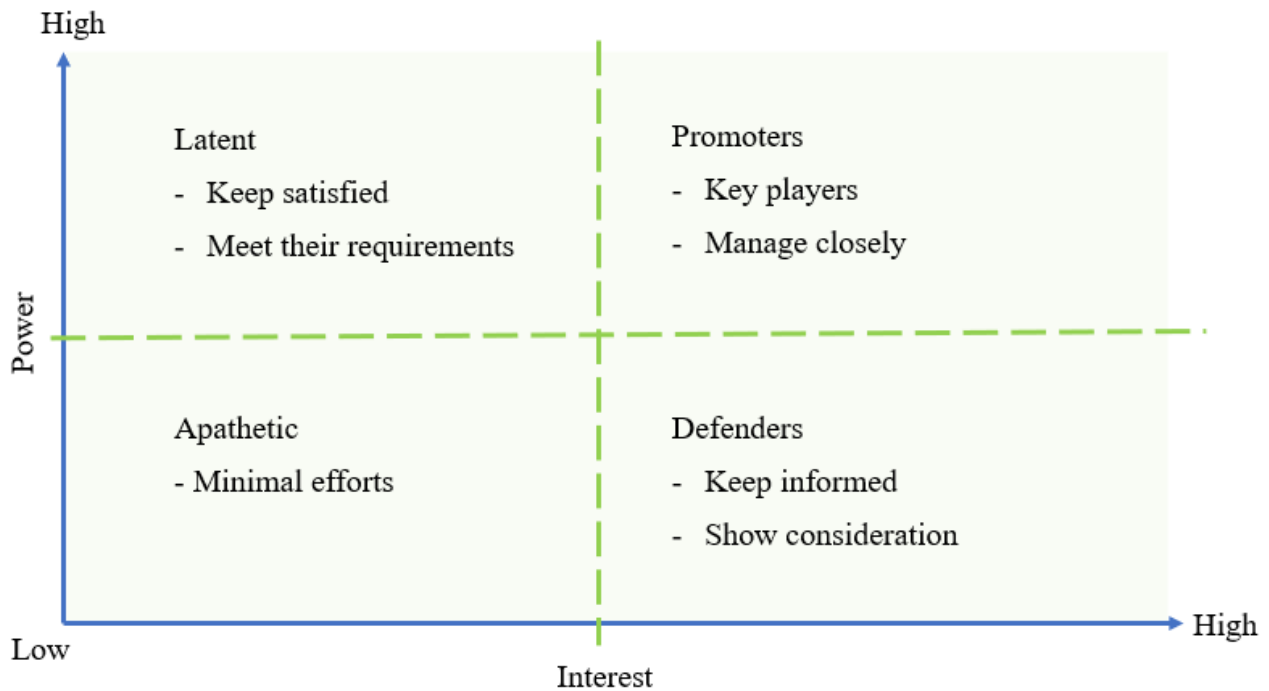 High
Latent
- Keep satisfied
- Meet their requirements
Promoters
- Key players
- Manage closely
Power
Apathetic
- Minimal efforts
Defenders
- Keep informed
- Show consideration
Low
Interest
High